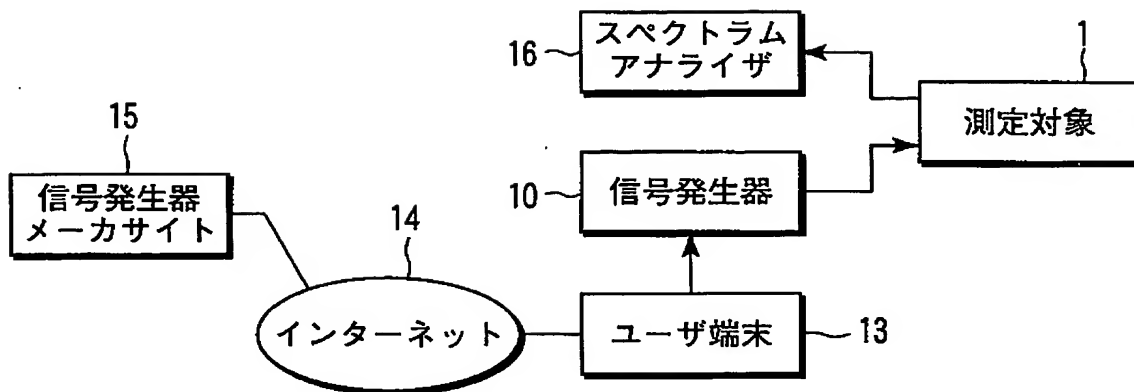 16
スペクトラム
アナライザ
1
測定対象
15
信号発生器
メーカサイト
10
信号発生器
14
インターネット
ユーザ端末
13